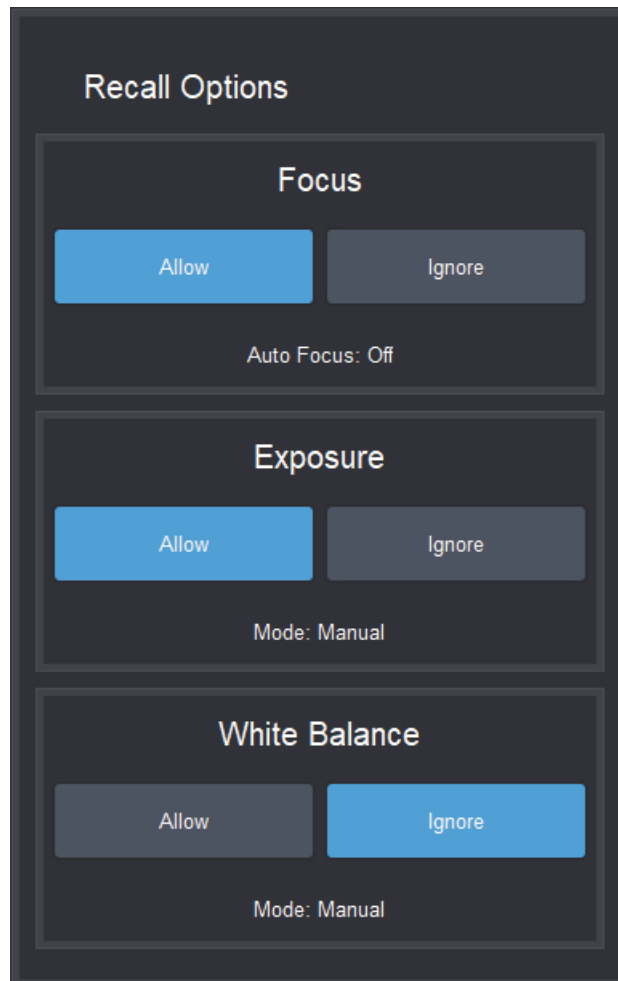 Recall Options
Focus
Allow Ignore
Auto Focus: Off
Exposure
Allow Ignore
Mode: Manual
White Balance
Allow Ignore
Mode: Manual